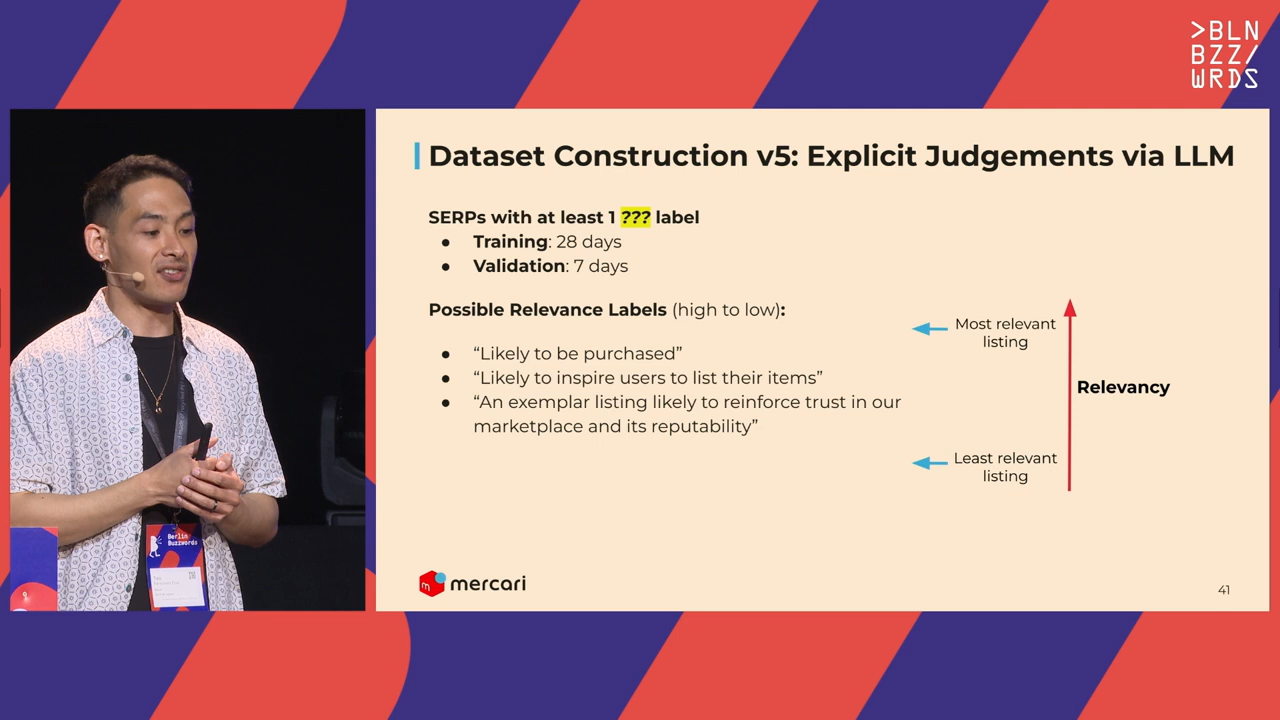 >BLN
BZZ/
WRDS
Dataset Construction v5: Explicit Judgements via LLM
SERPs with at least 1 ??? label
● Training: 28 days
● Validation: 7 days
Possible Relevance Labels (high to low):
● “Likely to be purchased”
● “Likely to inspire users to list their items”
● “An exemplar listing likely to reinforce trust in our
marketplace and its reputability”
Most relevant
listing
Relevancy
Least relevant
listing
mercari
41
Berlin
Buzzwords